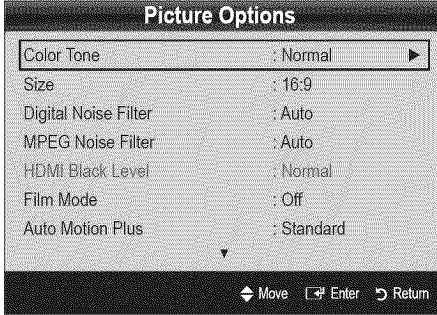 Picture Options
Color Tone : Normal ►
Size : 16:9
Digital Noise Filter : Auto
MPEG Noise Filter : Auto
HDMI Black Level : Normal
Film Mode : Off
Auto Motion Plus : Standard
▼
Move Enter Return